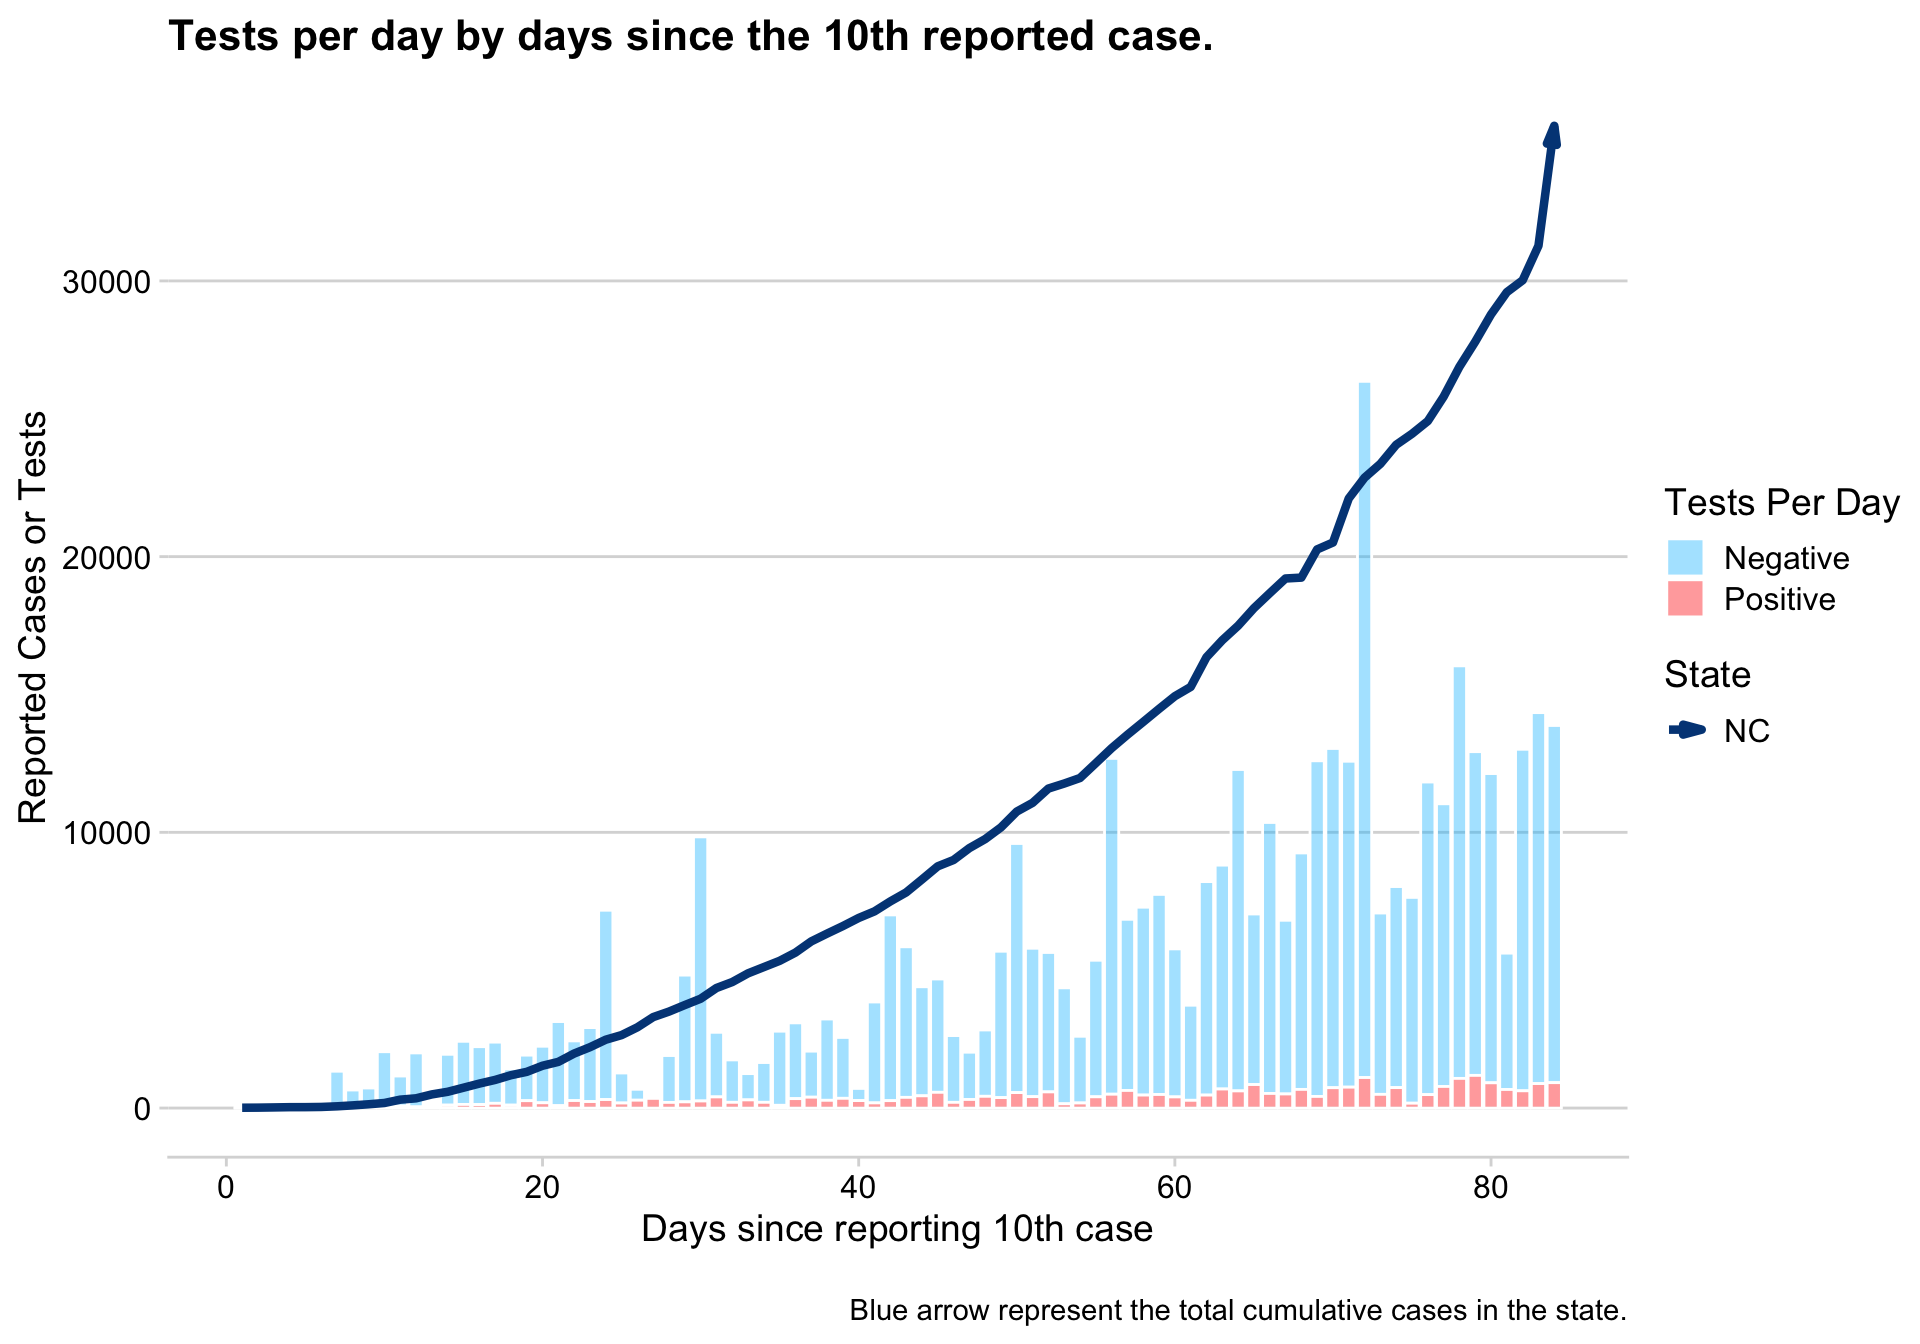 Tests per day by days since the 10th reported case.
Reported Cases or Tests
30000
20000
10000
0
0 20 40 60 80
Days since reporting 10th case
Tests Per Day
Negative
Positive
State
NC
Blue arrow represent the total cumulative cases in the state.